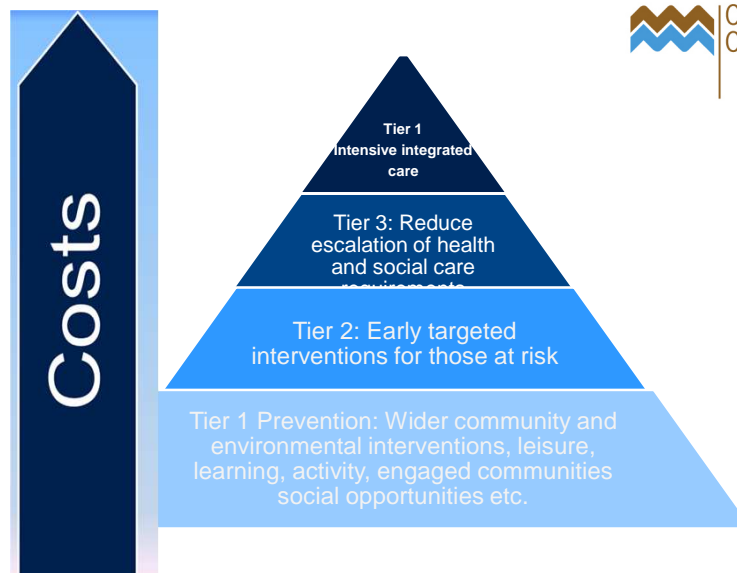 C
C
Costs
Tier 1
Intensive integrated
care
Tier 3: Reduce
escalation of health
and social care
requirements
Tier 2: Early targeted
interventions for those at risk
Tier 1 Prevention: Wider community and
environmental interventions, leisure,
learning, activity, engaged communities
social opportunities etc.